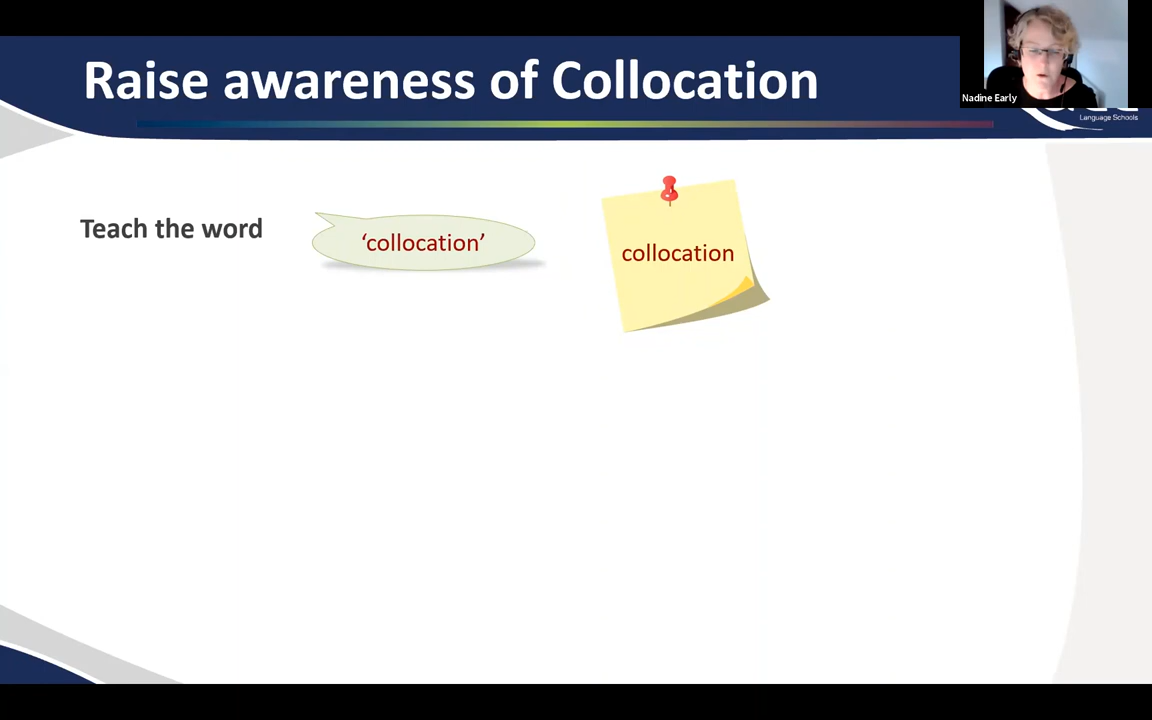 Raise awareness of Collocation
Nadine Early
Language Schools
Teach the word
‘collocation’
collocation